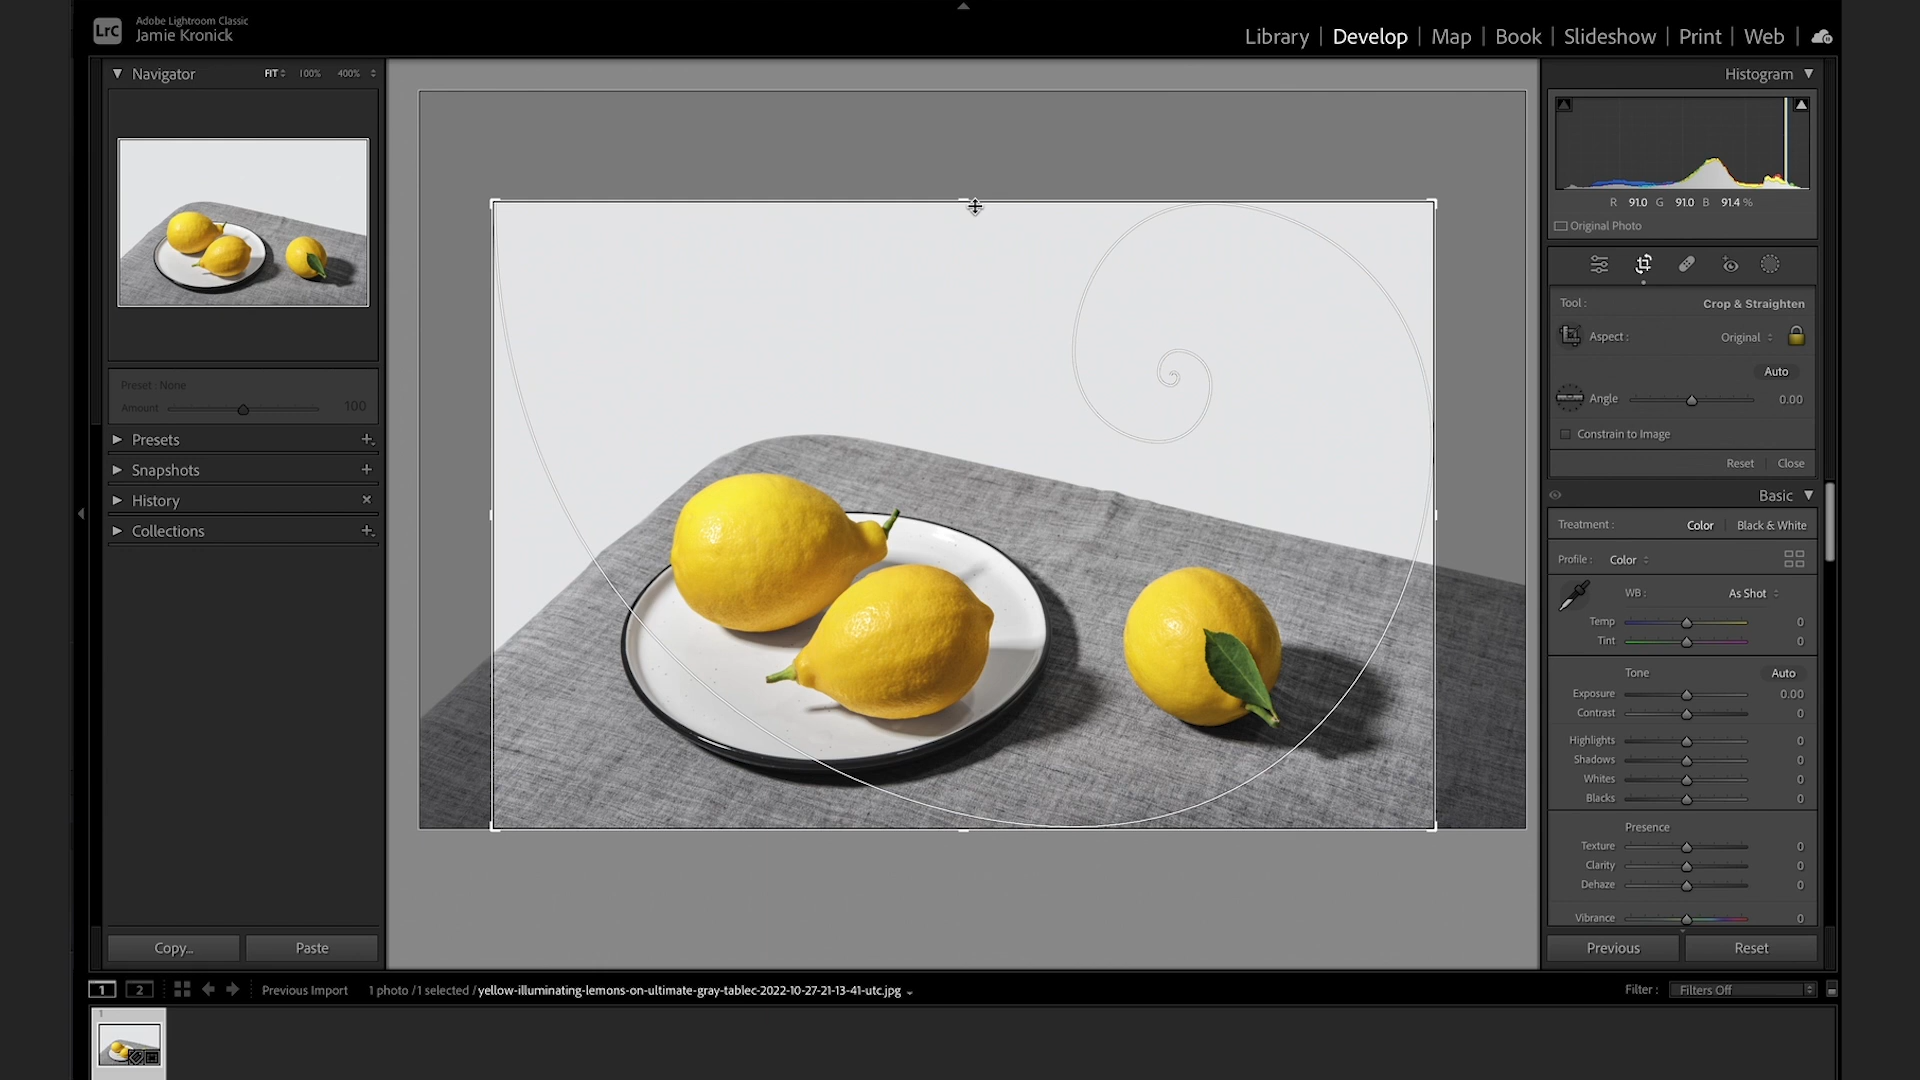 LrC
Adobe Lightroom Classic
Jamie Kronick
Library | Develop | Map | Book | Slideshow | Print | Web |
Navigator FIT 100% 400%
Preset : None
Amount 100
Presets
Snapshots
History
Collections
Copy... Paste
Histogram
R 91.0 G 91.0 B 91.4 %
Original Photo
Tool : Crop & Straighten
Aspect : Original
Auto
Angle 0.00
Constrain to Image
Reset Close
Basic
Treatment : Color Black & White
Profile : Color
WB : As Shot
Temp 0
Tint 0
Tone Auto
Exposure 0.00
Contrast 0
Highlights 0
Shadows 0
Whites 0
Blacks 0
Presence
Texture 0
Clarity 0
Dehaze 0
Vibrance 0
Previous Reset
1 2 Previous Import 1 photo / 1 selected / yellow-illuminating-lemons-on-ultimate-gray-tablec-2022-10-27-21-13-41-utc.jpg Filter : Filters Off
1